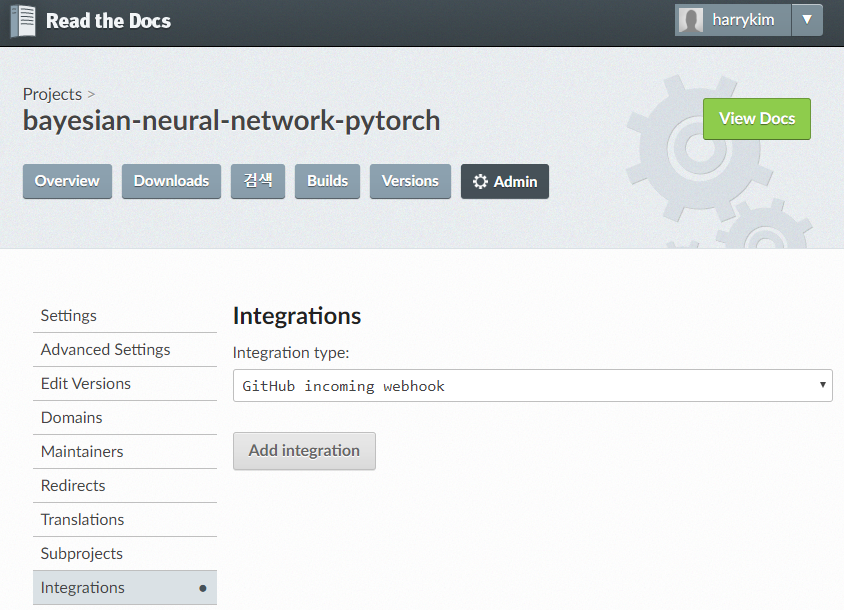 Read the Docs
harrykim
Projects >
bayesian-neural-network-pytorch
View Docs
Overview
Downloads
검색
Builds
Versions
Admin
Settings
Advanced Settings
Edit Versions
Domains
Maintainers
Redirects
Translations
Subprojects
Integrations
Integrations
Integration type:
GitHub incoming webhook
Add integration